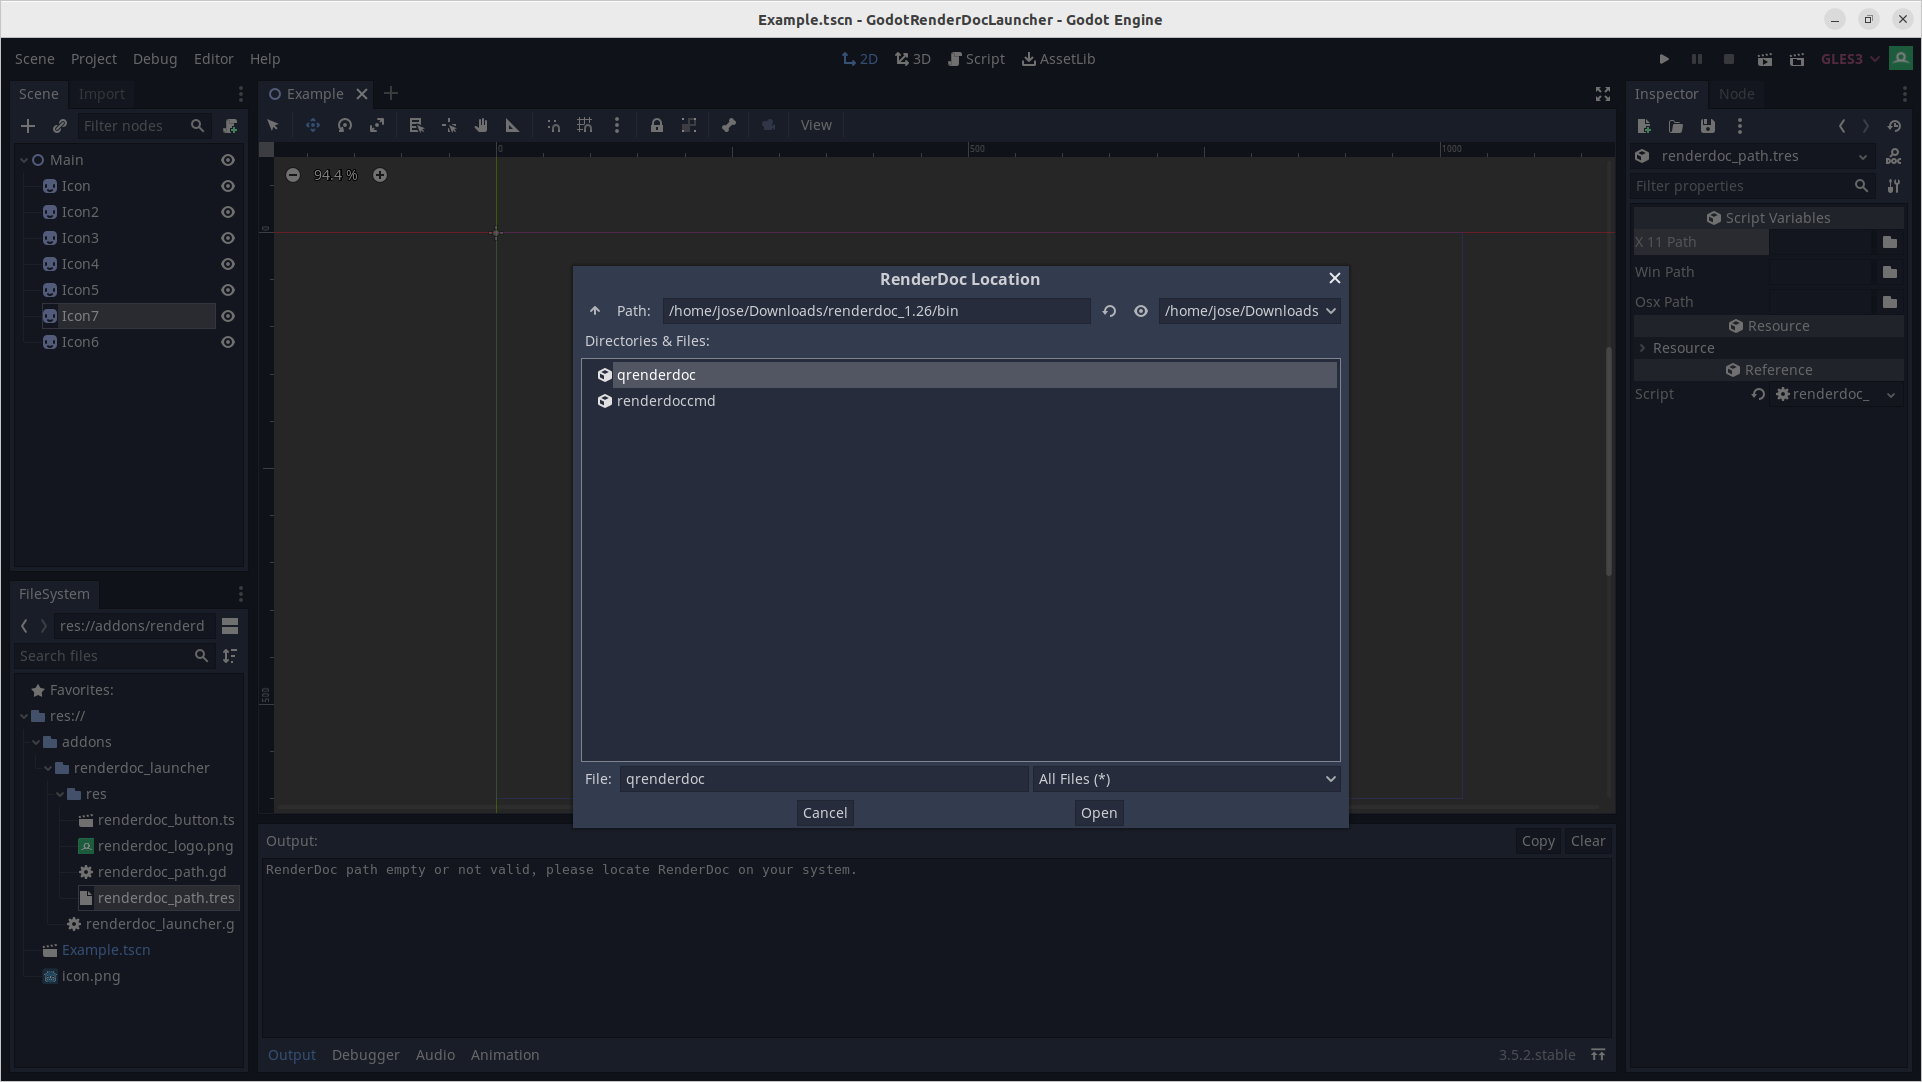 Example.tscn - GodotRenderDocLauncher - Godot Engine
Scene Project Debug Editor Help
2D 3D Script AssetLib
GLES3
Scene Import
Filter nodes
Main
Icon
Icon2
Icon3
Icon4
Icon5
Icon7
Icon6
FileSystem
res://addons/renderd
Search files
Favorites:
res://
addons
renderdoc_launcher
res
renderdoc_button.ts
renderdoc_logo.png
renderdoc_path.gd
renderdoc_path.tres
renderdoc_launcher.g
Example.tscn
icon.png
Example
View
0 500 1000
94.4 %
0
500
RenderDoc Location
Path: /home/jose/Downloads/renderdoc_1.26/bin /home/jose/Downloads
Directories & Files:
qrenderdoc
renderdoccmd
File: qrenderdoc All Files (*)
Cancel Open
Output: Copy Clear
RenderDoc path empty or not valid, please locate RenderDoc on your system.
Output Debugger Audio Animation 3.5.2.stable
Inspector Node
renderdoc_path.tres
DOC
Filter properties
Script Variables
X 11 Path
Win Path
Osx Path
Resource
Resource
Reference
Script renderdoc_